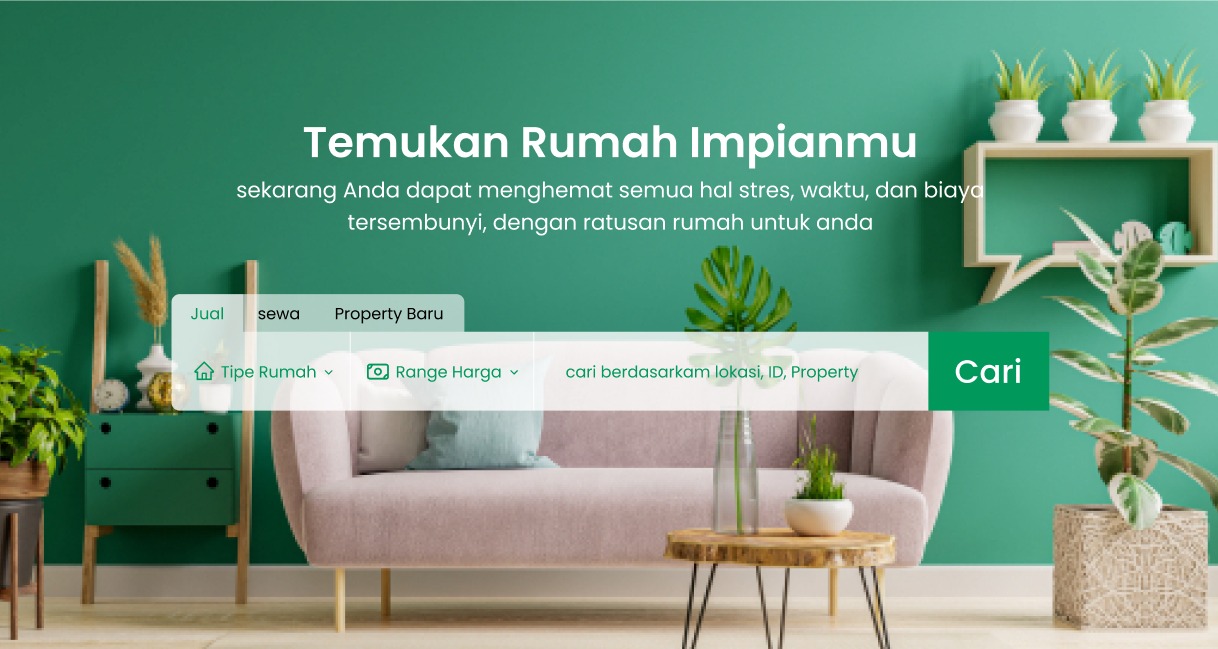 Temukan Rumah Impianmu
sekarang Anda dapat menghemat semua hal stres, waktu, dan biaya
tersembunyi, dengan ratusan rumah untuk anda
Jual sewa Property Baru
Tipe Rumah Range Harga cari berdasarkam lokasi, ID, Property Cari